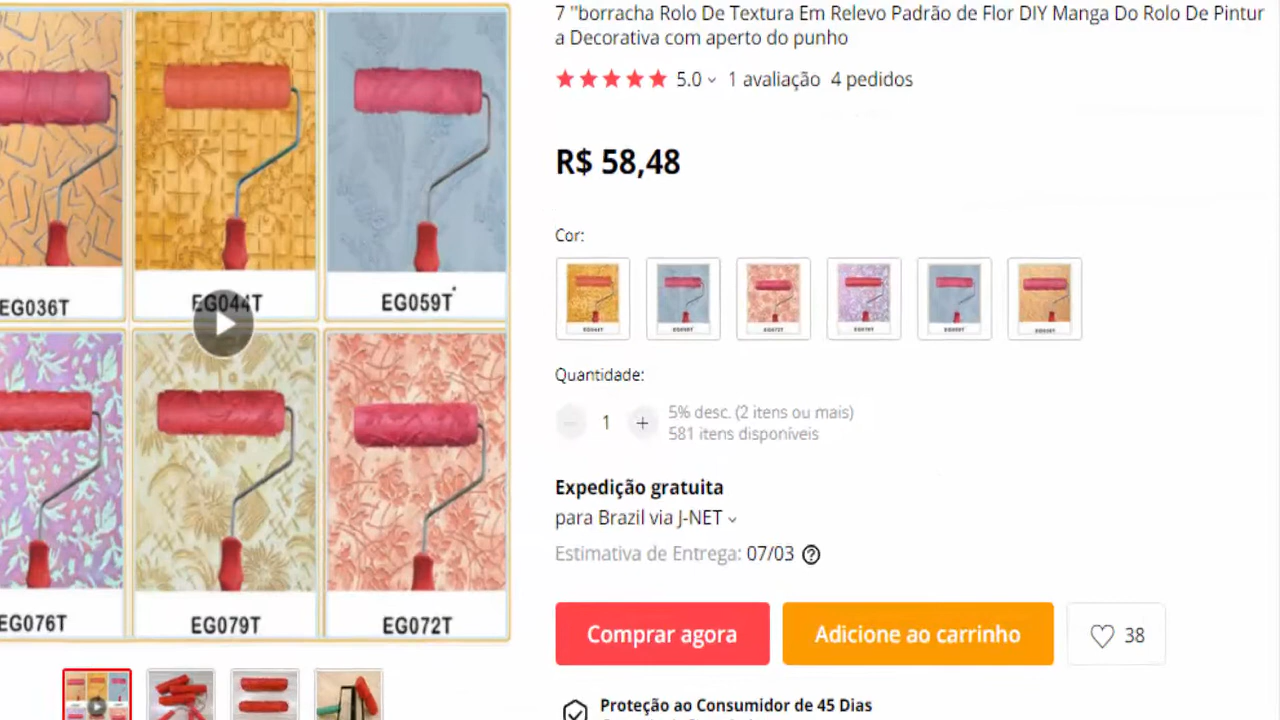 7 "borracha Rolo De Textura Em Relevo Padrão de Flor DIY Manga Do Rolo De Pintur
a Decorativa com aperto do punho
5.0 1 avaliação 4 pedidos
R$ 58,48
Cor:
Quantidade:
1
5% desc. (2 itens ou mais)
581 itens disponíveis
Expedição gratuita
para Brazil via J-NET
Estimativa de Entrega: 07/03
Comprar agora
Adicione ao carrinho
38
Proteção ao Consumidor de 45 Dias
EG036T
EG044T
EG059T
EG076T
EG079T
EG072T